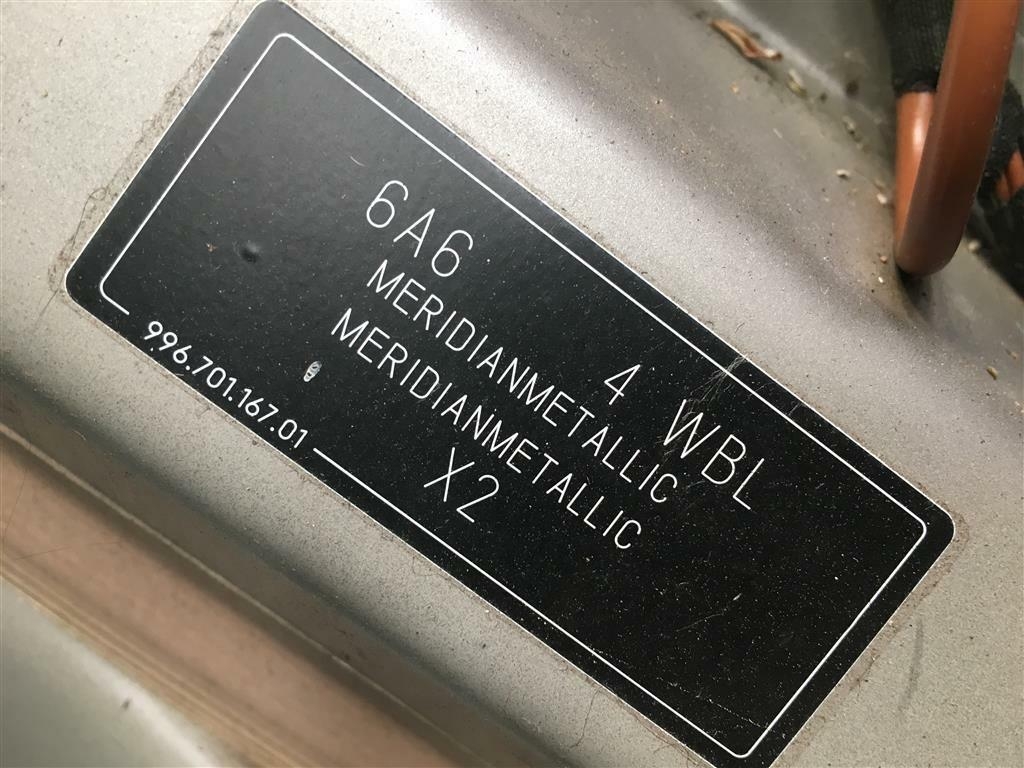 6A6 4 WBL
MERIDIANMETALLIC
MERIDIANMETALLIC
X2
996.701.167.01